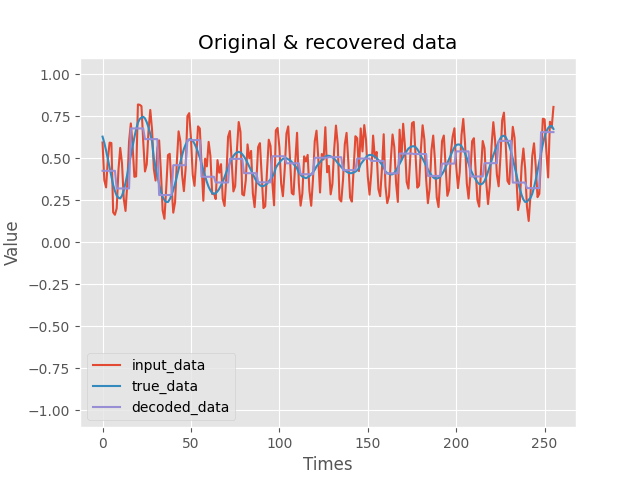 Original & recovered data
1.00
0.75
0.50
0.25
0.00
−0.25
−0.50
−0.75
−1.00
Value
input_data
true_data
decoded_data
0 50 100 150 200 250
Times